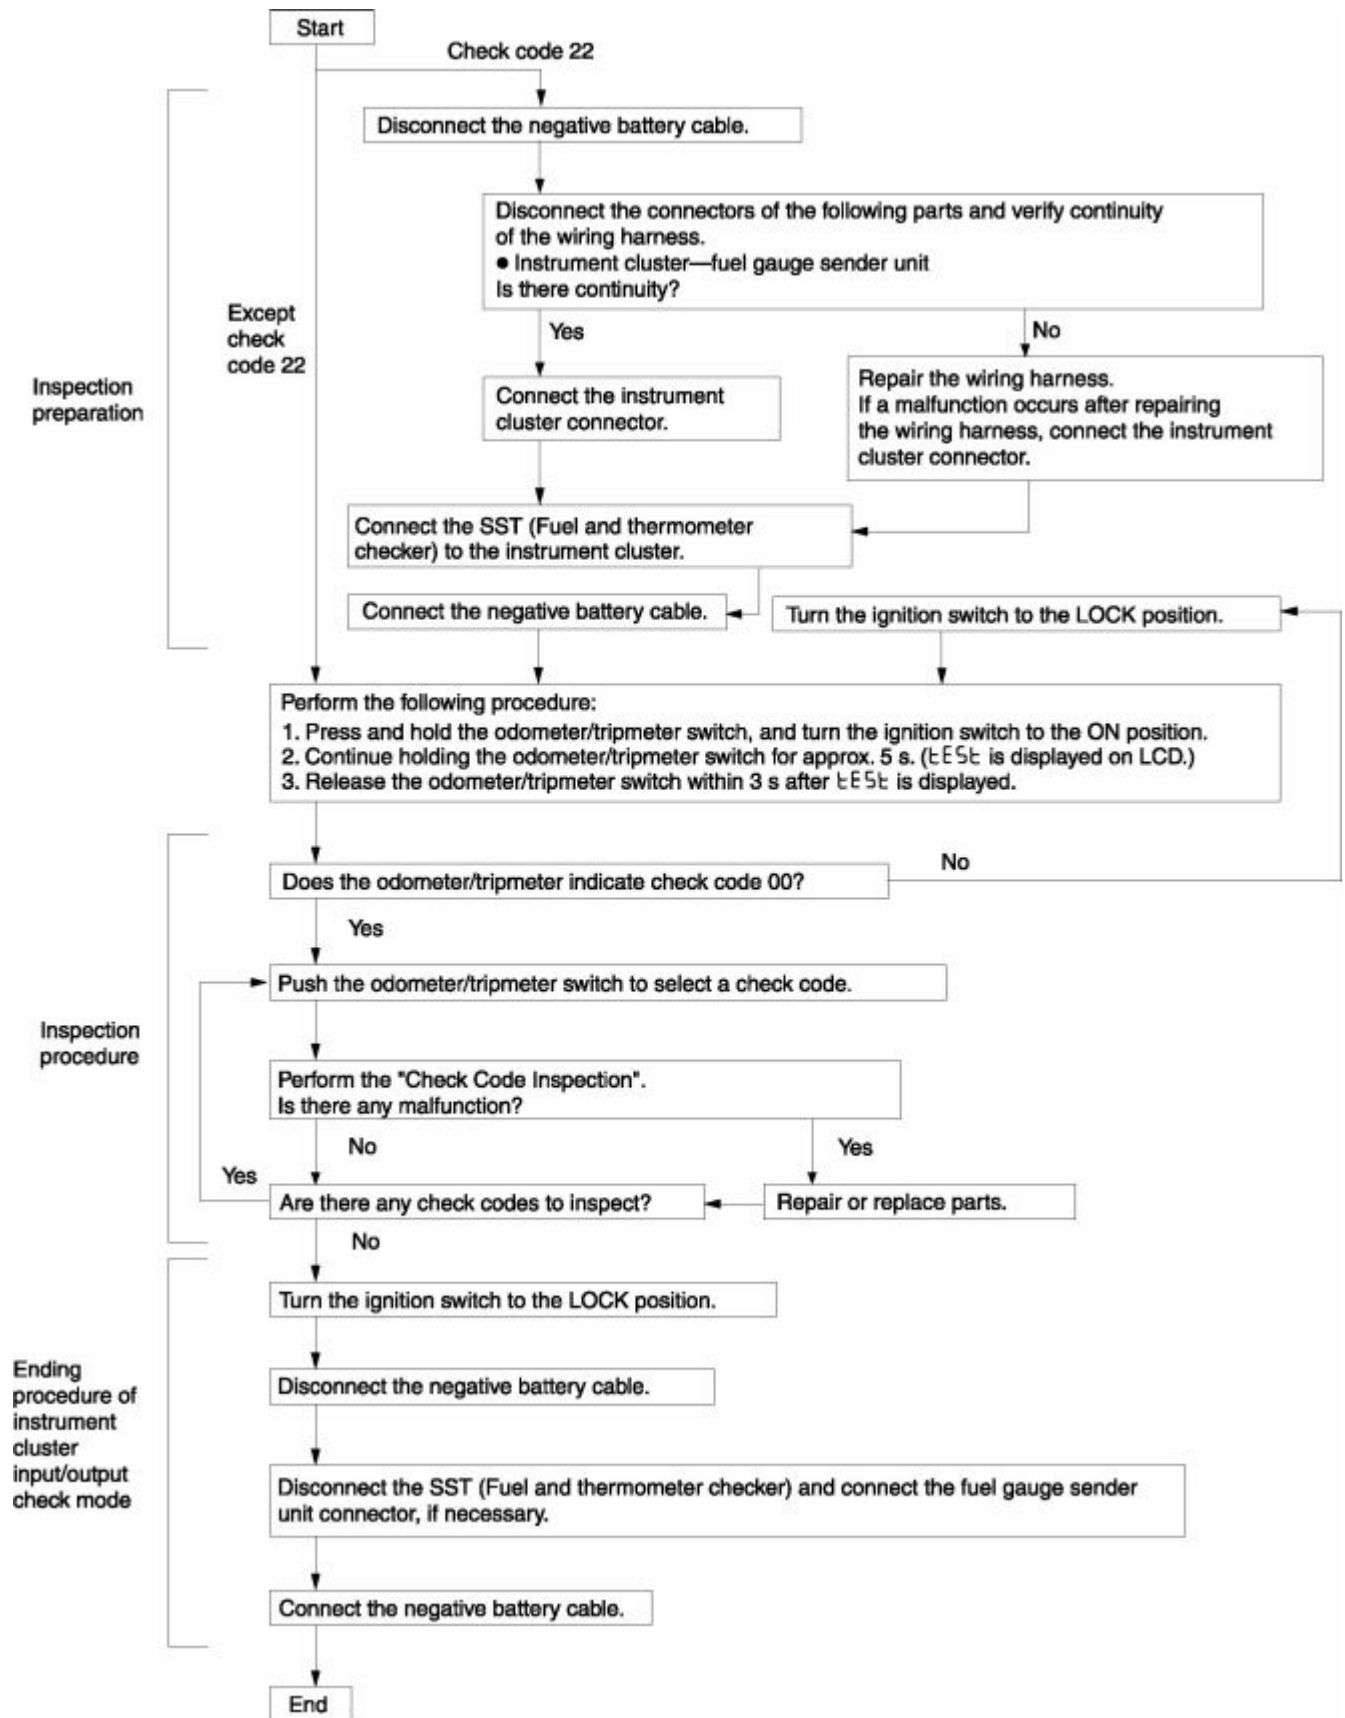 Start
Check code 22
Disconnect the negative battery cable.
Disconnect the connectors of the following parts and verify continuity
of the wiring harness.
● Instrument cluster—fuel gauge sender unit
Is there continuity?
Except
check
code 22
Yes
No
Inspection
preparation
Connect the instrument
cluster connector.
Repair the wiring harness.
If a malfunction occurs after repairing
the wiring harness, connect the instrument
cluster connector.
Connect the SST (Fuel and thermometer
checker) to the instrument cluster.
Connect the negative battery cable.
Turn the ignition switch to the LOCK position.
Perform the following procedure:
1. Press and hold the odometer/tripmeter switch, and turn the ignition switch to the ON position.
2. Continue holding the odometer/tripmeter switch for approx. 5 s. (tESt is displayed on LCD.)
3. Release the odometer/tripmeter switch within 3 s after tESt is displayed.
Does the odometer/tripmeter indicate check code 00?
No
Yes
Push the odometer/tripmeter switch to select a check code.
Inspection
procedure
Perform the "Check Code Inspection".
Is there any malfunction?
No
Yes
Yes
Are there any check codes to inspect?
Repair or replace parts.
No
Turn the ignition switch to the LOCK position.
Ending
procedure of
instrument
cluster
input/output
check mode
Disconnect the negative battery cable.
Disconnect the SST (Fuel and thermometer checker) and connect the fuel gauge sender
unit connector, if necessary.
Connect the negative battery cable.
End